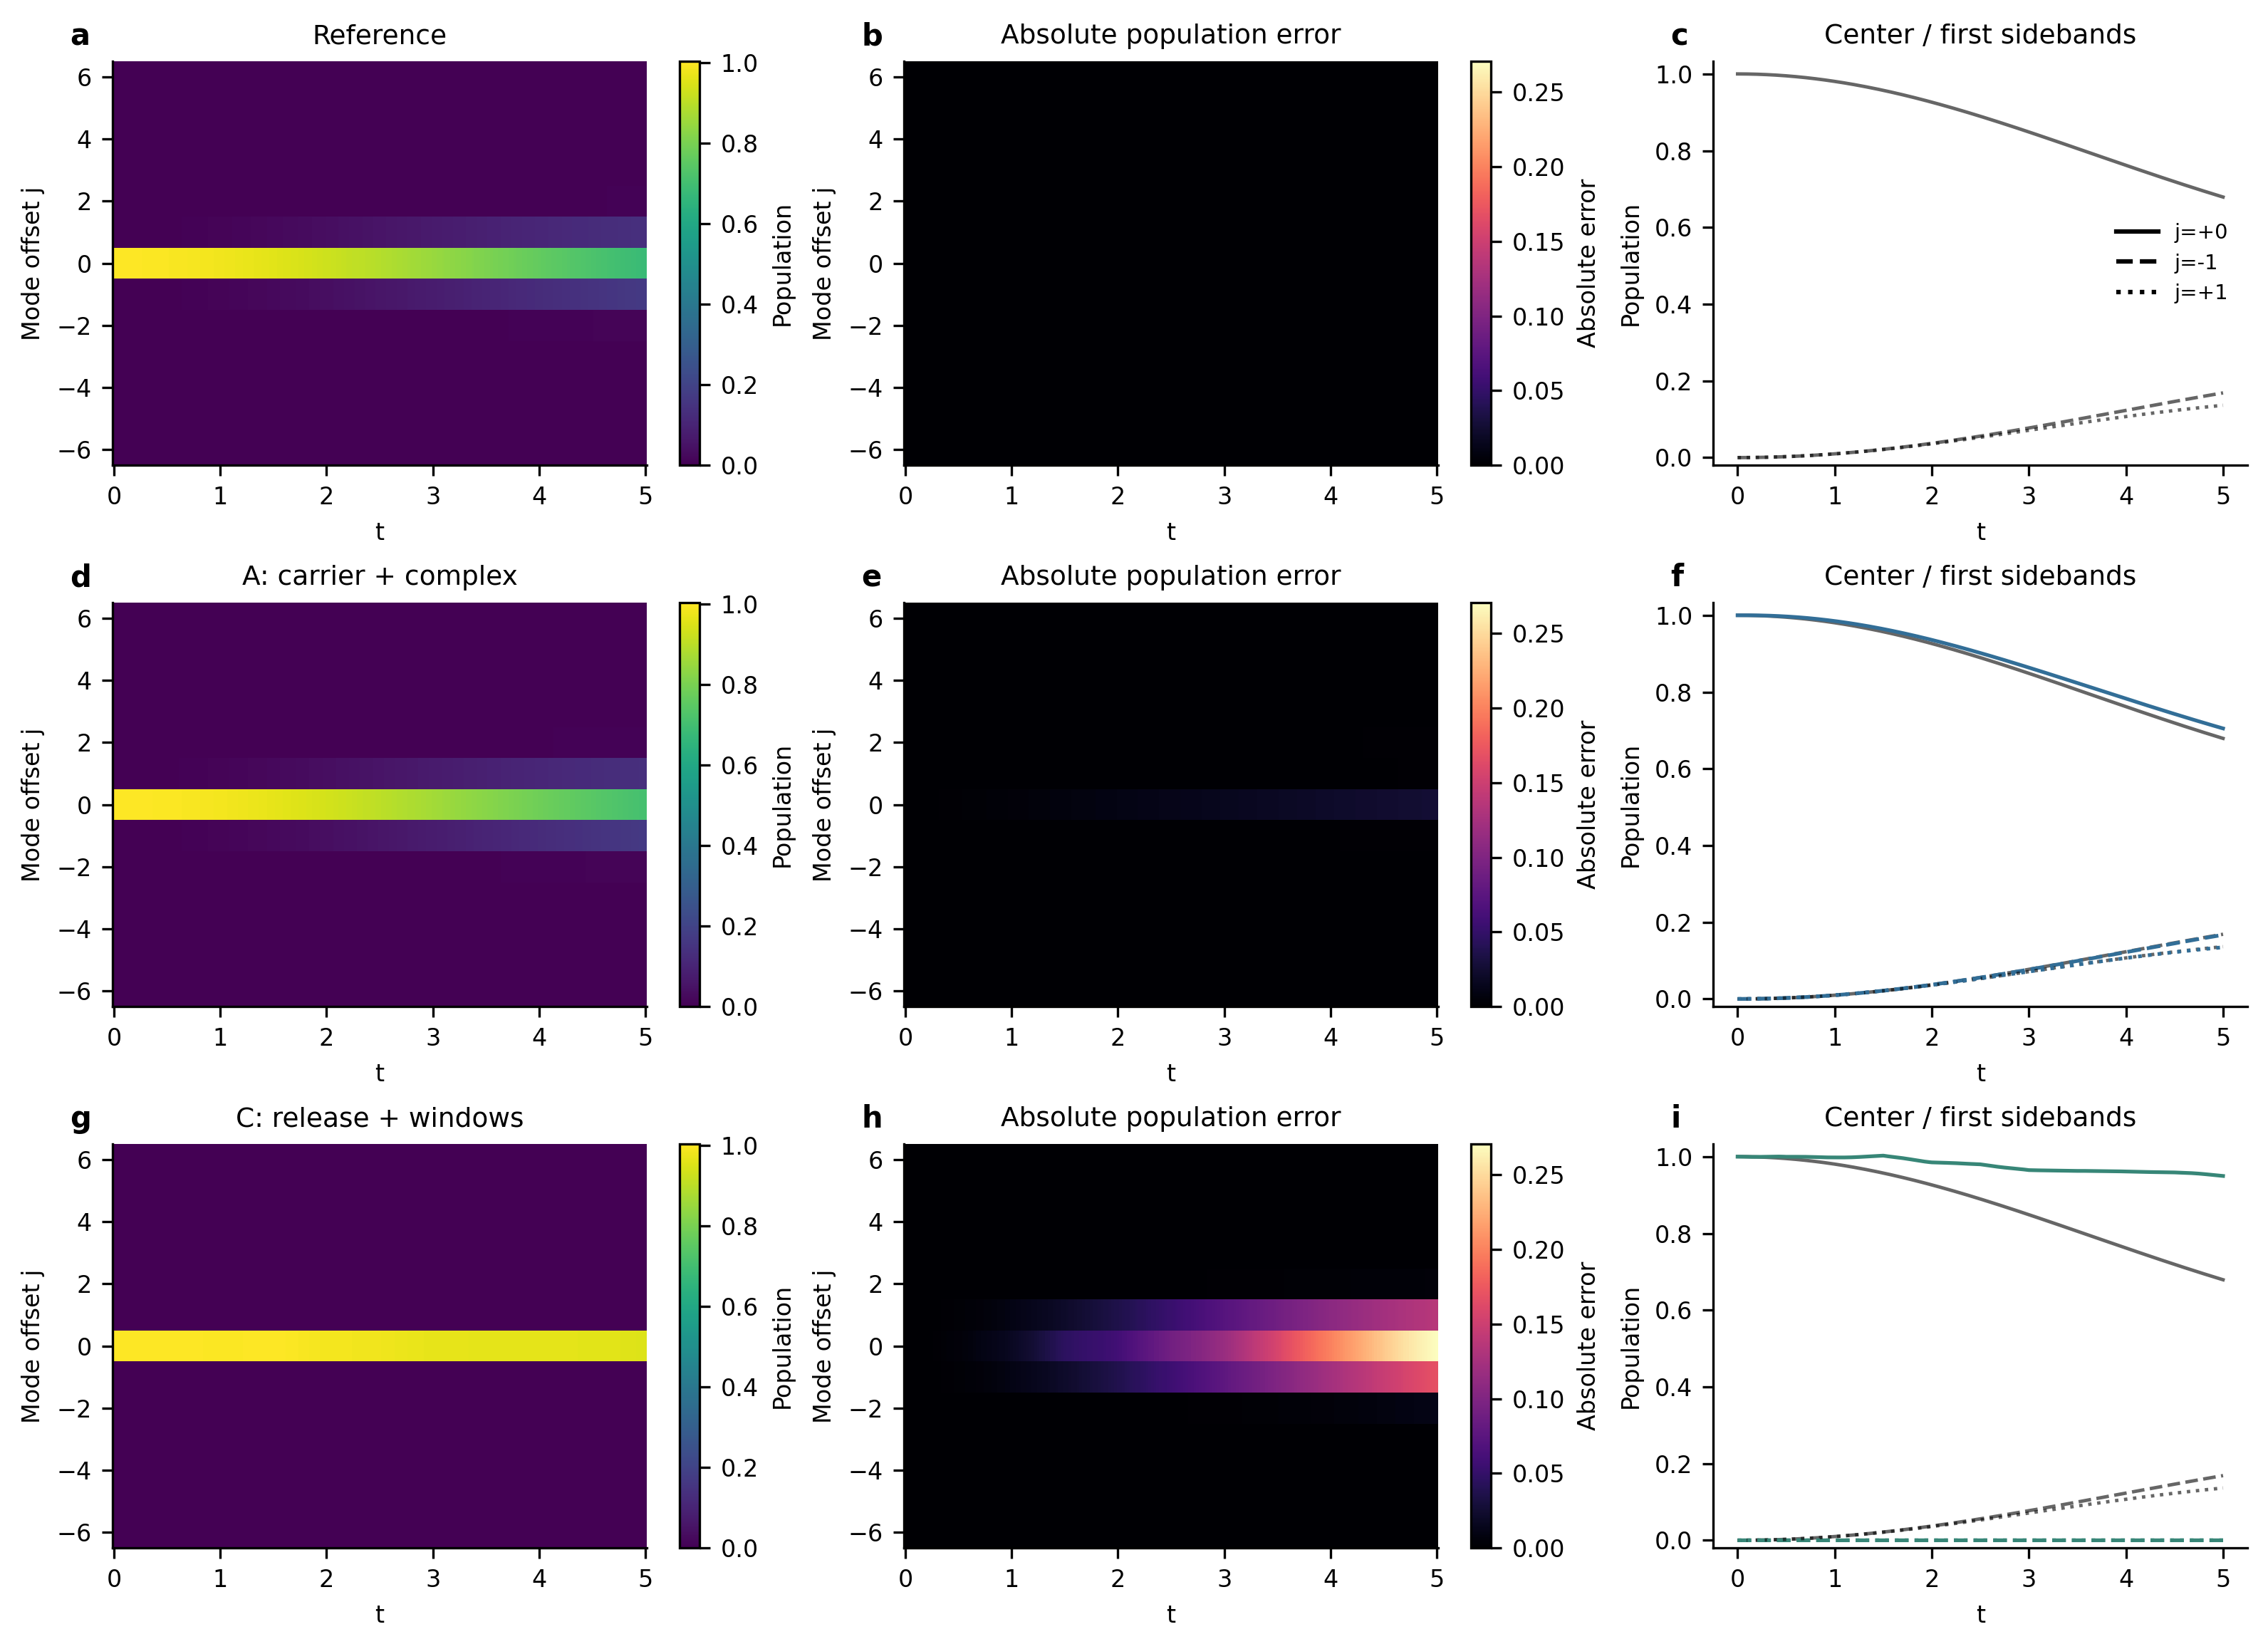 a Reference
6
4
2
0
−2
−4
−6
Mode offset j
0 1 2 3 4 5
t
1.0
0.8
0.6
0.4
0.2
0.0
Population
b Absolute population error
6
4
2
0
−2
−4
−6
Mode offset j
0 1 2 3 4 5
t
0.25
0.20
0.15
0.10
0.05
0.00
Absolute error
c Center / first sidebands
1.0
0.8
0.6
0.4
0.2
0.0
Population
j=+0
j=-1
j=+1
0 1 2 3 4 5
t
d A: carrier + complex
6
4
2
0
−2
−4
−6
Mode offset j
0 1 2 3 4 5
t
1.0
0.8
0.6
0.4
0.2
0.0
Population
e Absolute population error
6
4
2
0
−2
−4
−6
Mode offset j
0 1 2 3 4 5
t
0.25
0.20
0.15
0.10
0.05
0.00
Absolute error
f Center / first sidebands
1.0
0.8
0.6
0.4
0.2
0.0
Population
0 1 2 3 4 5
t
g C: release + windows
6
4
2
0
−2
−4
−6
Mode offset j
0 1 2 3 4 5
t
1.0
0.8
0.6
0.4
0.2
0.0
Population
h Absolute population error
6
4
2
0
−2
−4
−6
Mode offset j
0 1 2 3 4 5
t
0.25
0.20
0.15
0.10
0.05
0.00
Absolute error
i Center / first sidebands
1.0
0.8
0.6
0.4
0.2
0.0
Population
0 1 2 3 4 5
t